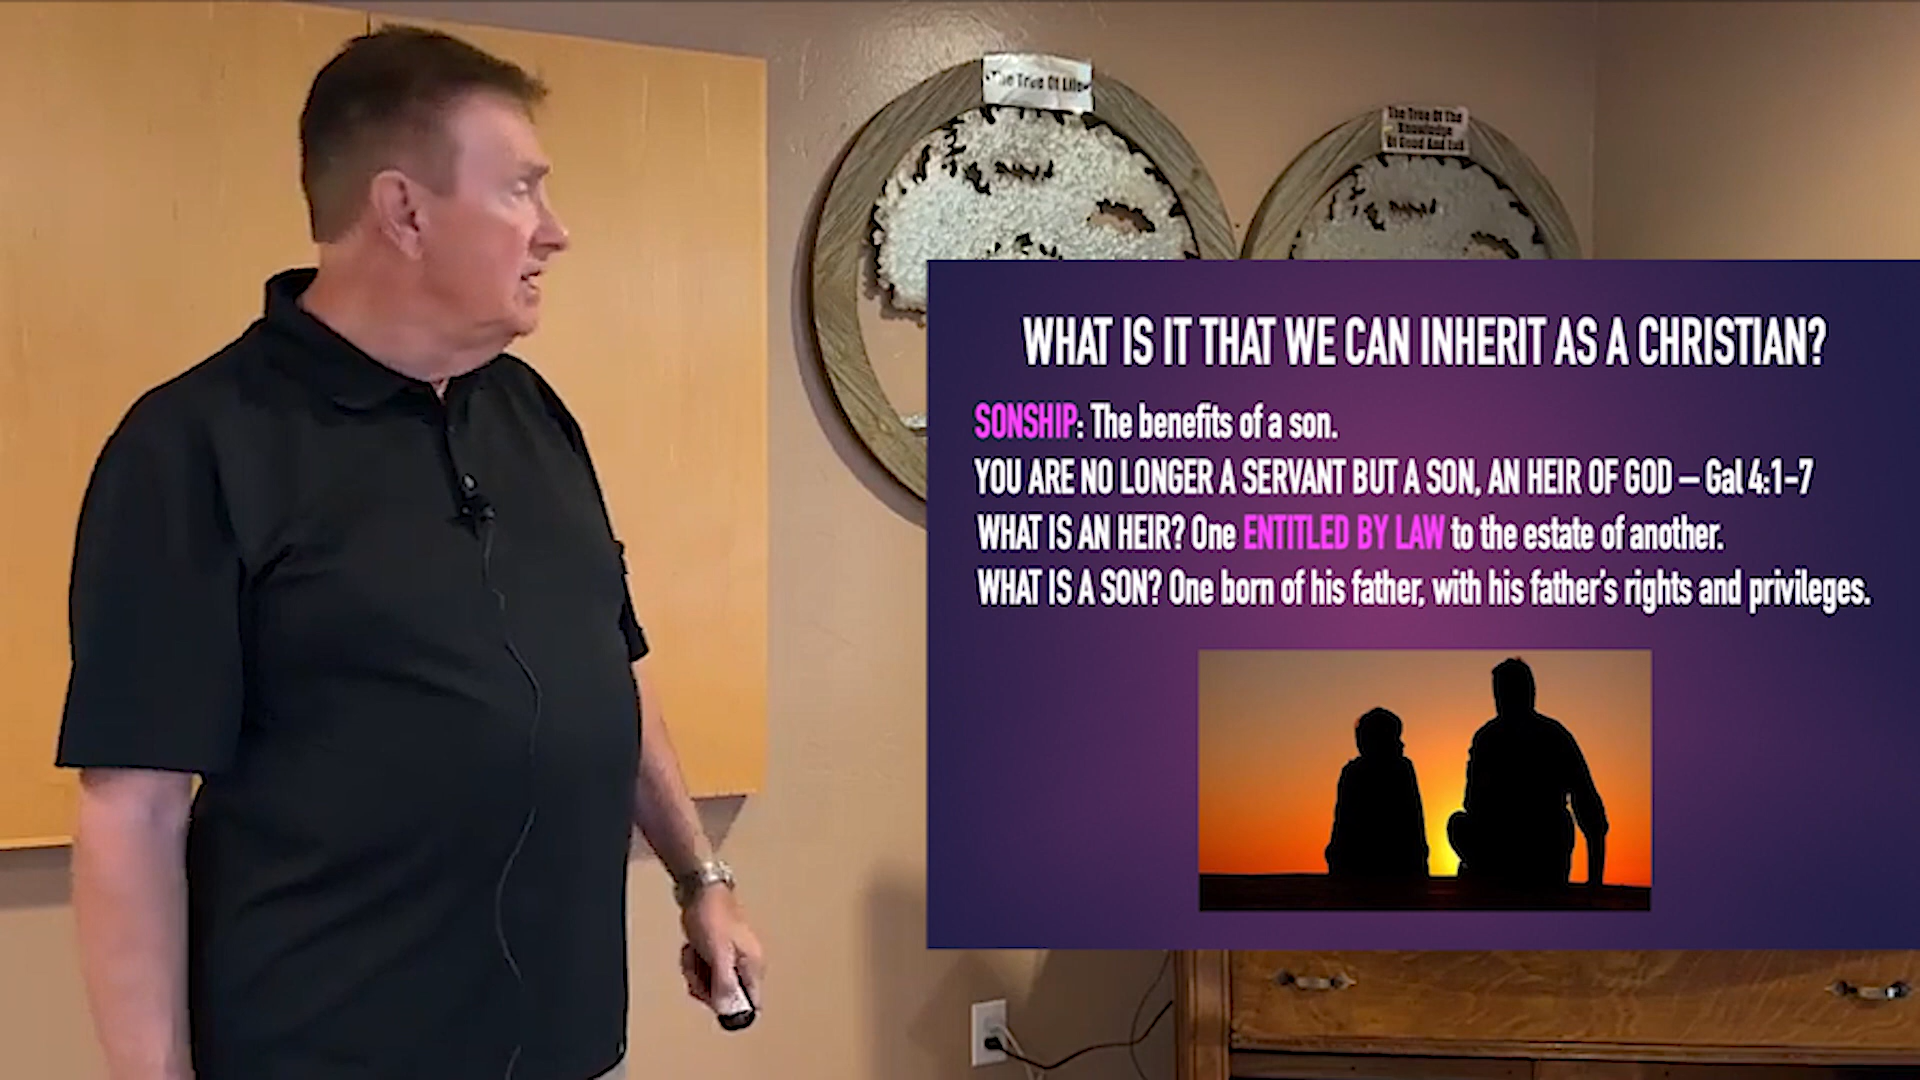 The Tree Of Life
The Tree Of The
Knowledge
Of Good And Evil
WHAT IS IT THAT WE CAN INHERIT AS A CHRISTIAN?
SONSHIP: The benefits of a son.
YOU ARE NO LONGER A SERVANT BUT A SON, AN HEIR OF GOD – Gal 4:1-7
WHAT IS AN HEIR? One ENTITLED BY LAW to the estate of another.
WHAT IS A SON? One born of his father, with his father's rights and privileges.